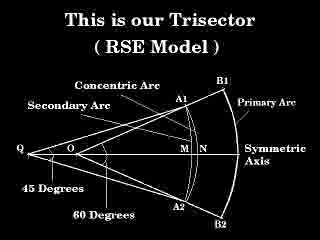 This is our Trisector
( RSE Model )
Concentric Arc
B1
A1
Secondary Arc
Primary Arc
Q
O
M
N
Symmetric
Axis
45 Degrees
60 Degrees
A2
B2